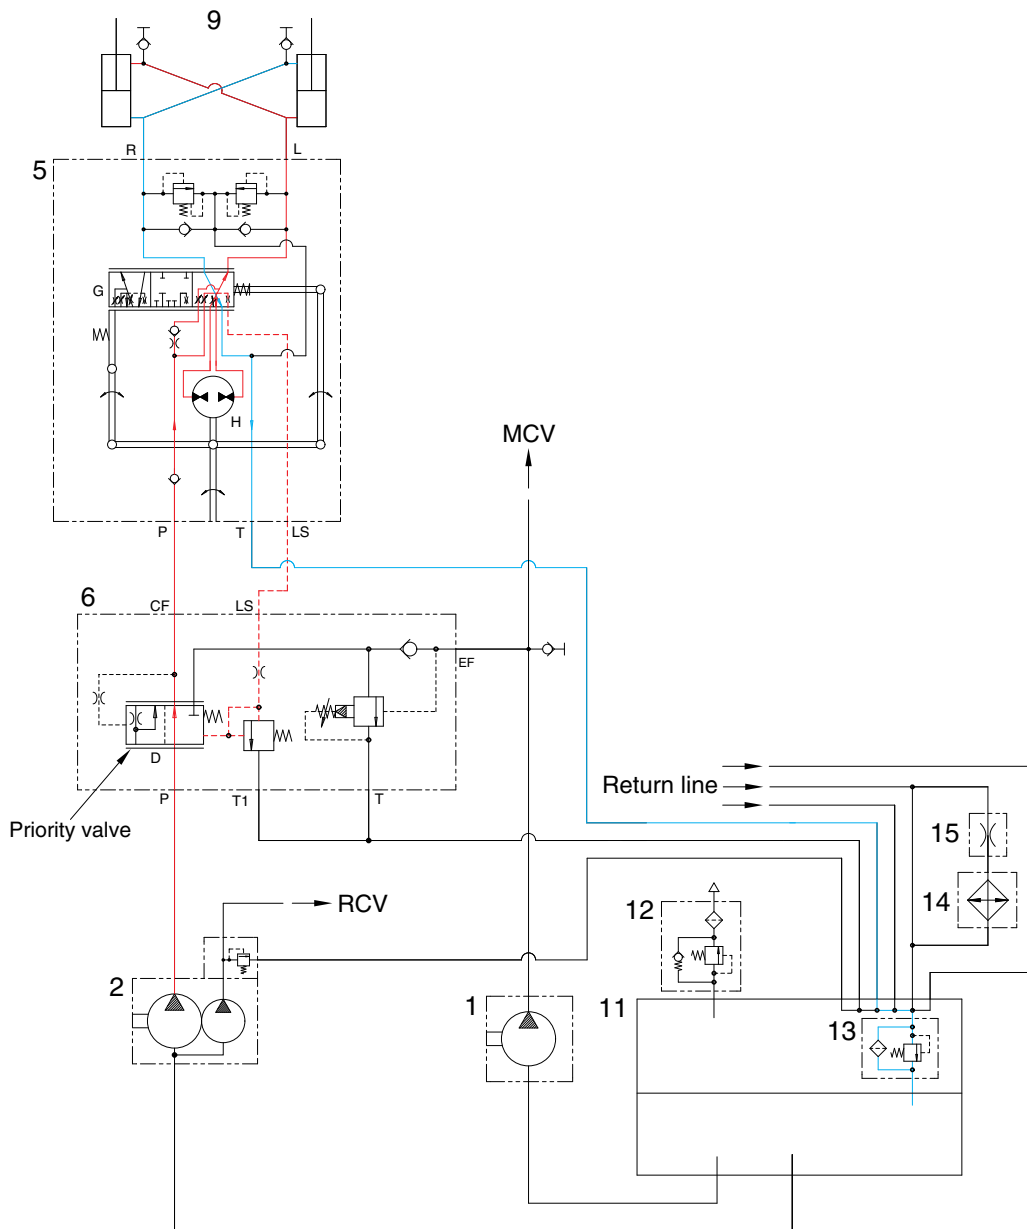 9
R
L
5
G
H
MCV
P
T
LS
6
CF
LS
EF
D
P
T1
T
Priority valve
Return line
15
RCV
12
14
2
1
11
13